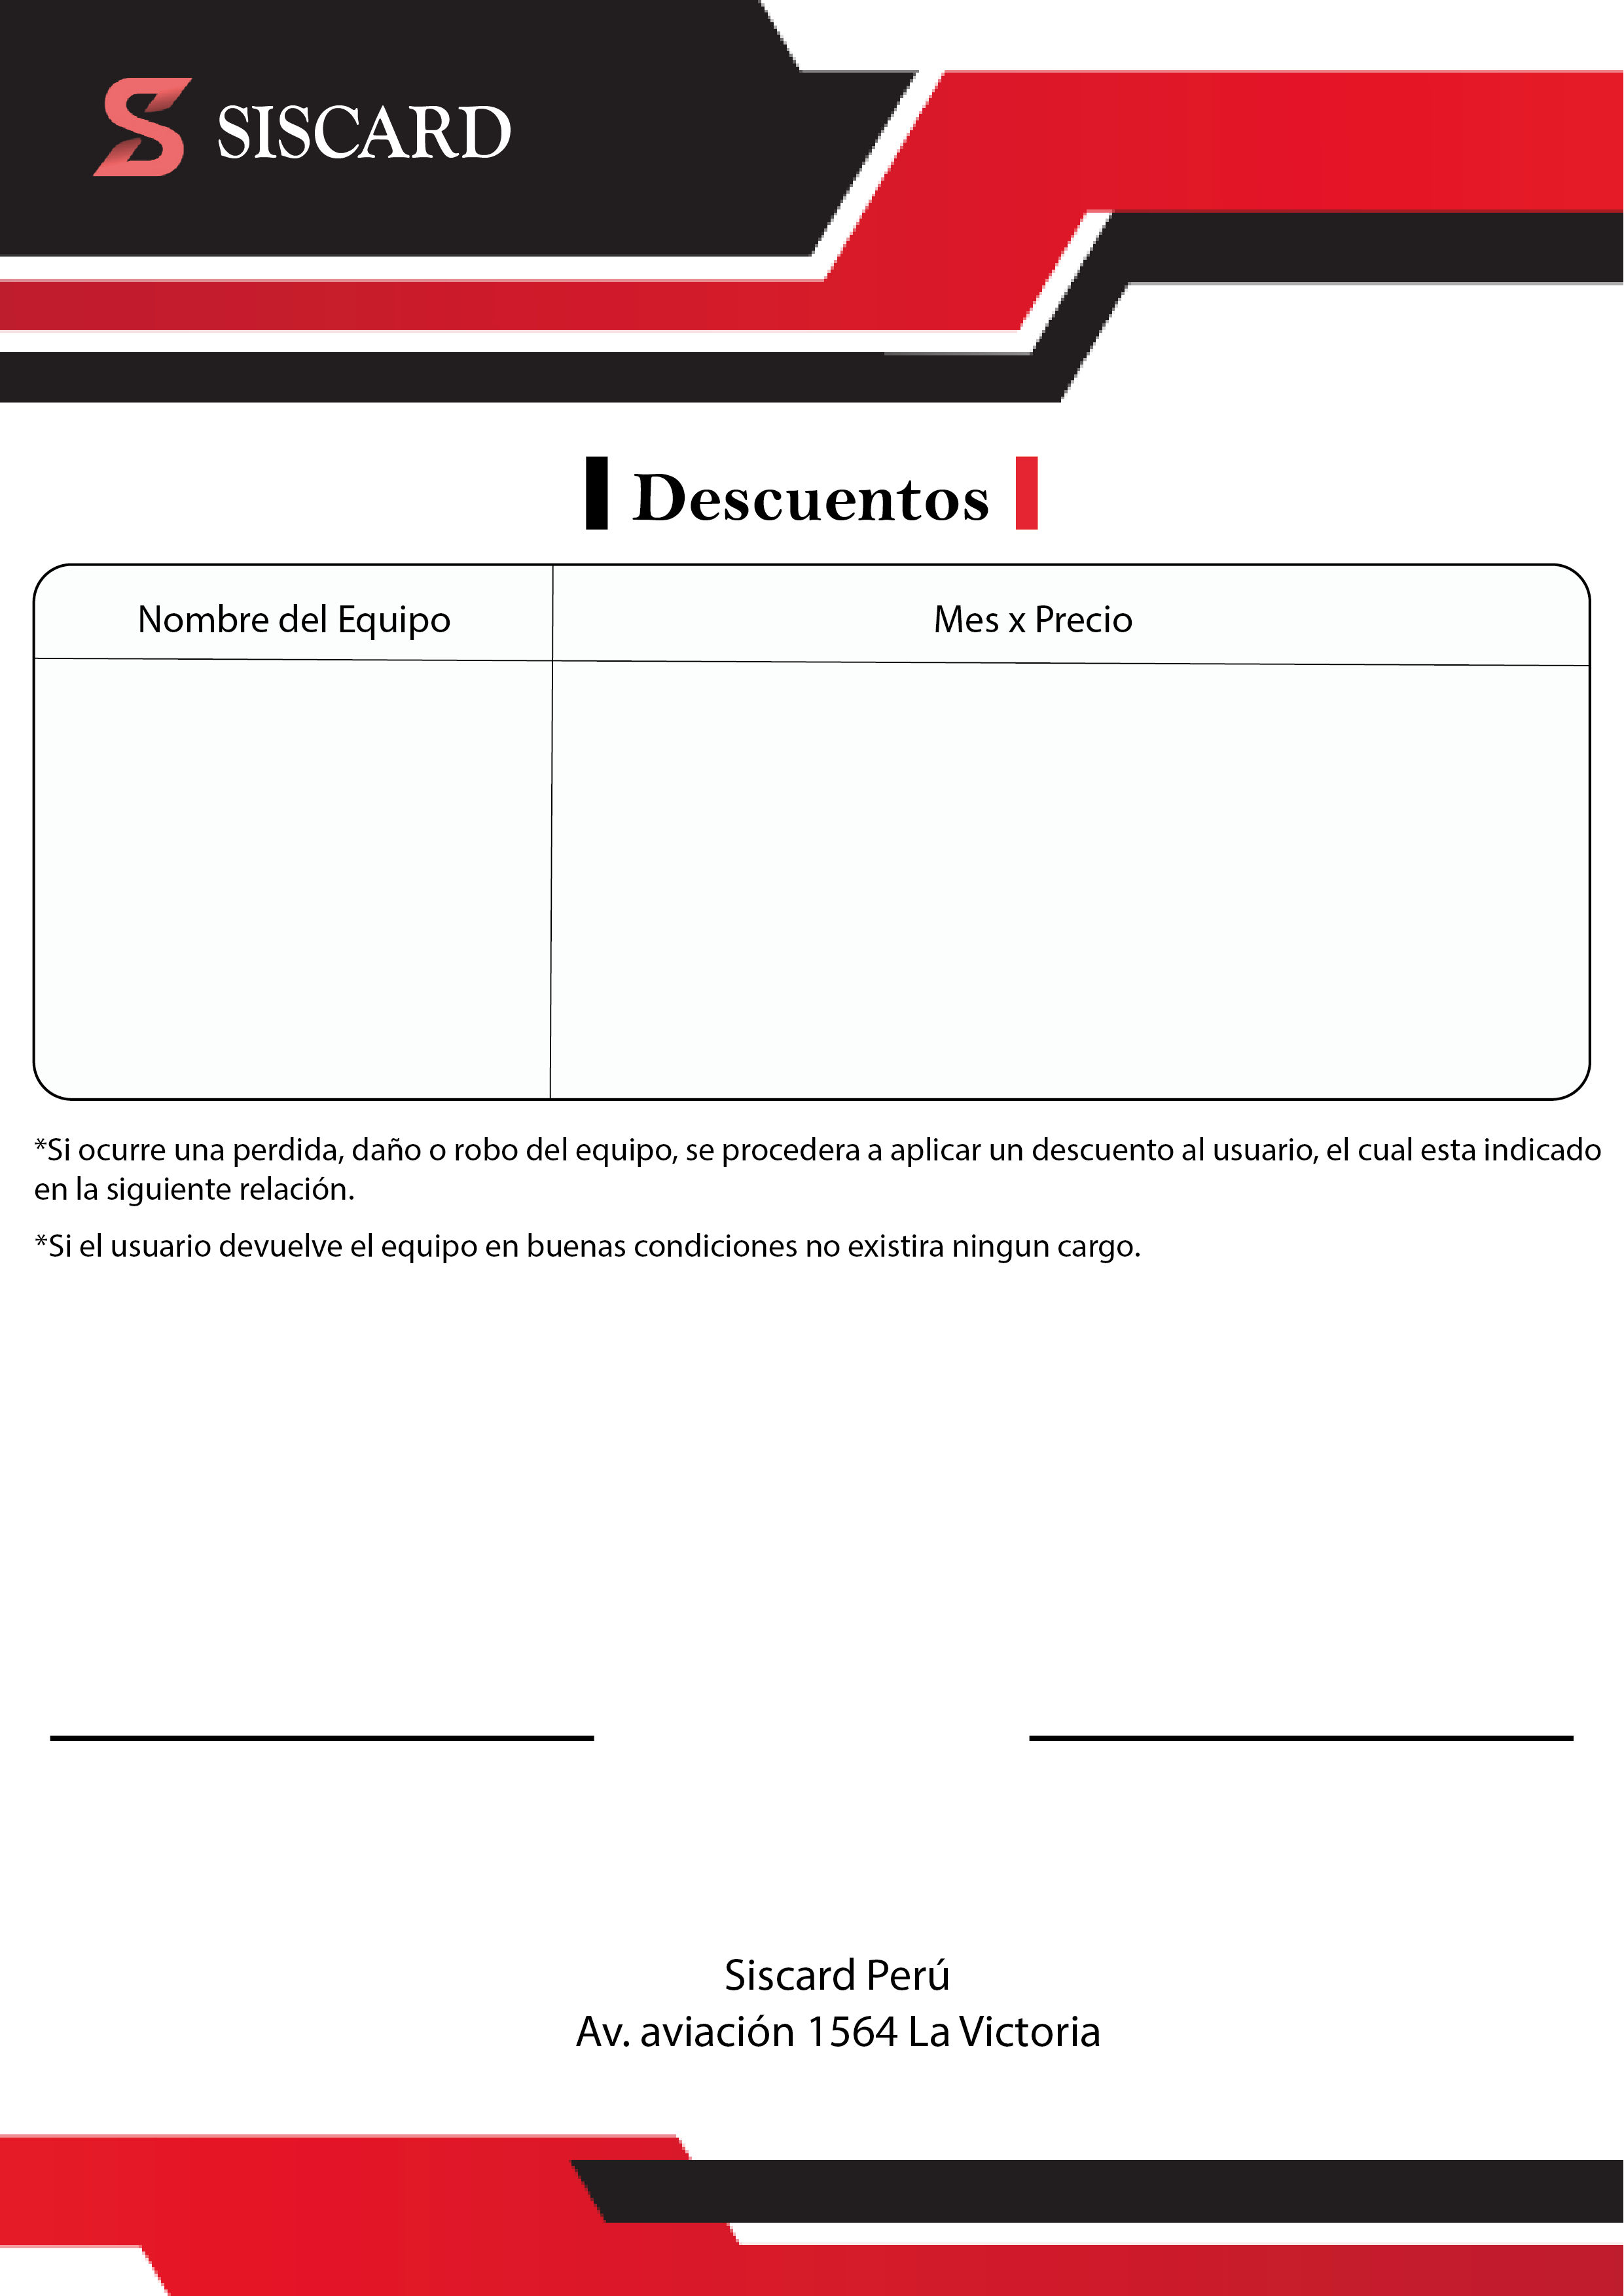 SISCARD
Descuentos
Nombre del Equipo
Mes x Precio
*Si ocurre una perdida, daño o robo del equipo, se procedera a aplicar un descuento al usuario, el cual esta indicado
en la siguiente relación.
*Si el usuario devuelve el equipo en buenas condiciones no existira ningun cargo.
Siscard Perú
Av. aviación 1564 La Victoria